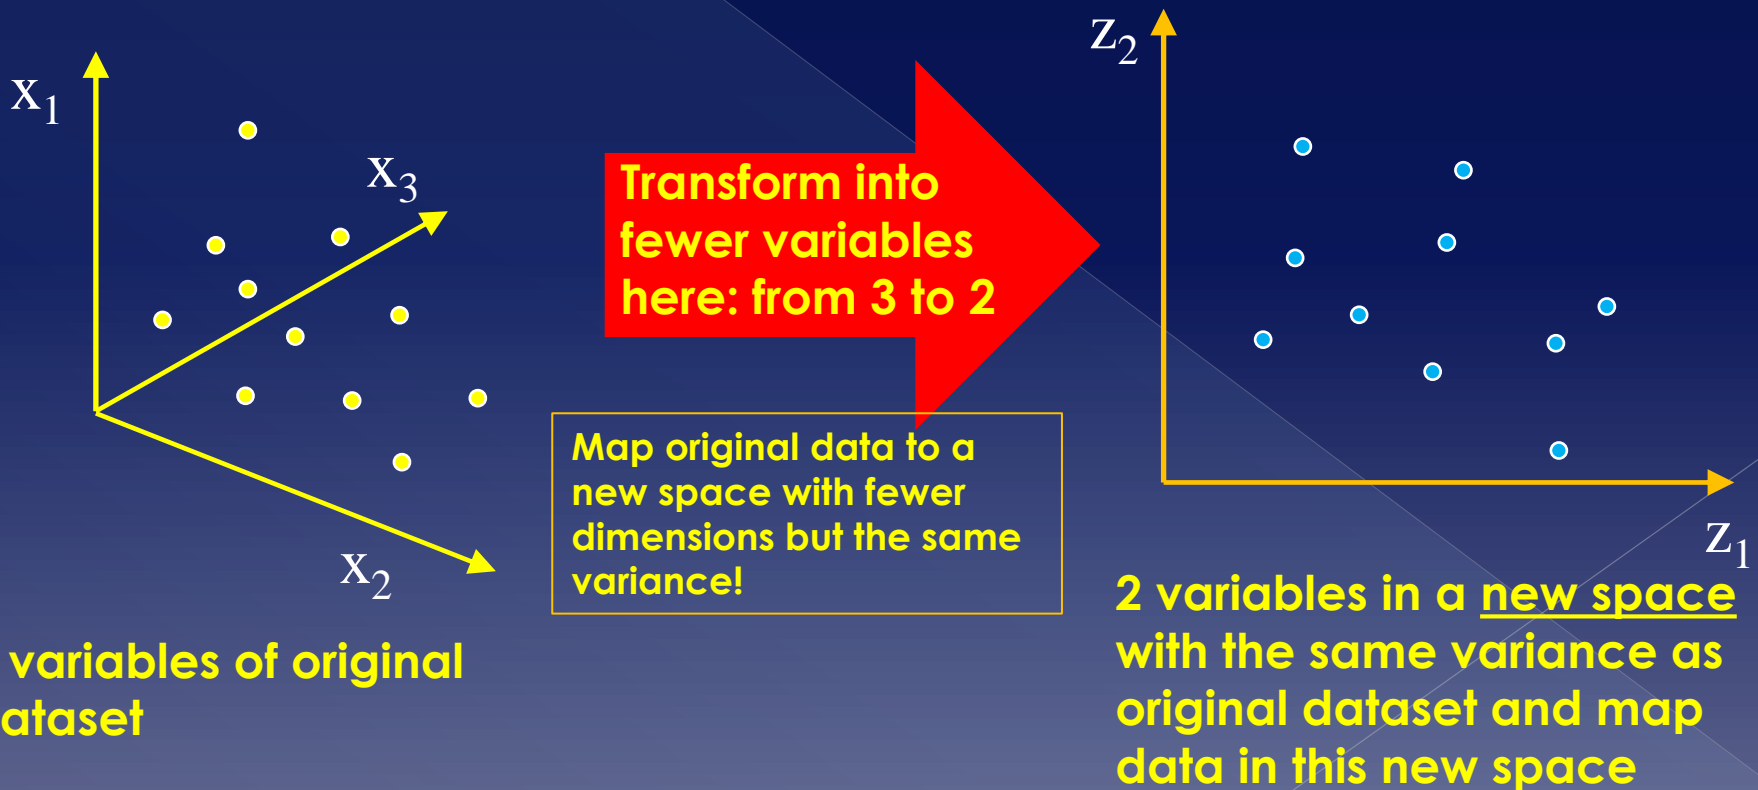 x₁
x₃
x₂
variables of original
ataset
Transform into
fewer variables
here: from 3 to 2
Map original data to a
new space with fewer
dimensions but the same
variance!
z₂
z₁
2 variables in a new space
with the same variance as
original dataset and map
data in this new space